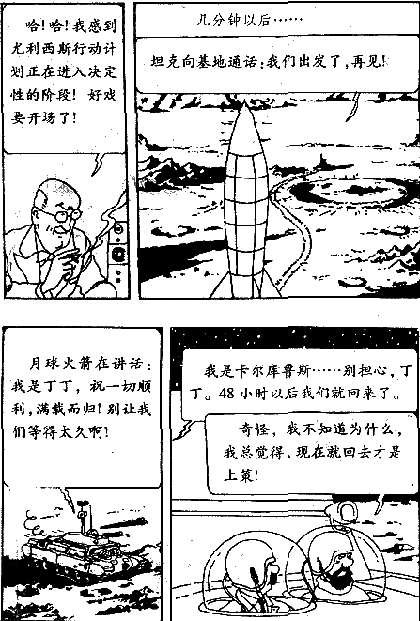 哈！哈！我感到
尤利西斯行动计
划正在进入决定
性的阶段！好戏
要开场了！
几分钟以后……
坦克向基地通话：我们出发了，再见！
月球火箭在讲话：
我是丁丁，祝一切顺
利，满载而归！别让我
们等得太久啊！
我是卡尔库鲁斯……别担心，丁
丁。48小时以后我们就回来了。
奇怪，我不知道为什么，
我总觉得、现在就回去才是
上策！